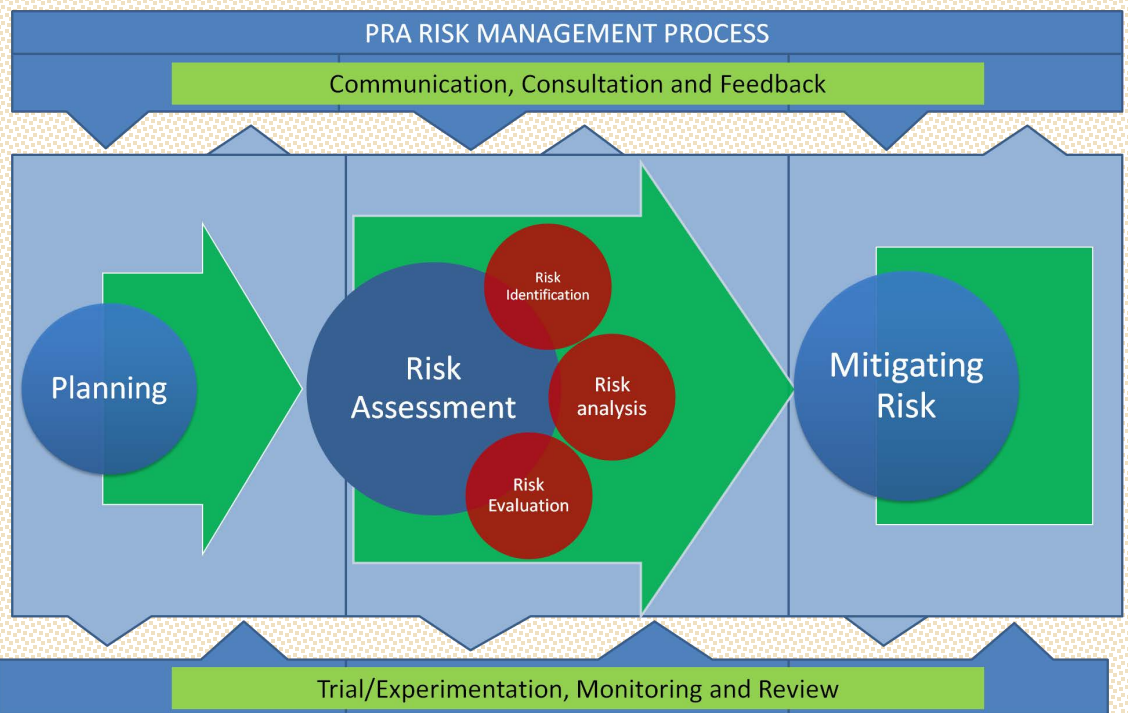 PRA RISK MANAGEMENT PROCESS
Communication, Consultation and Feedback
Planning
Risk
Assessment
Risk
Identification
Risk
analysis
Risk
Evaluation
Mitigating
Risk
Trial/Experimentation, Monitoring and Review